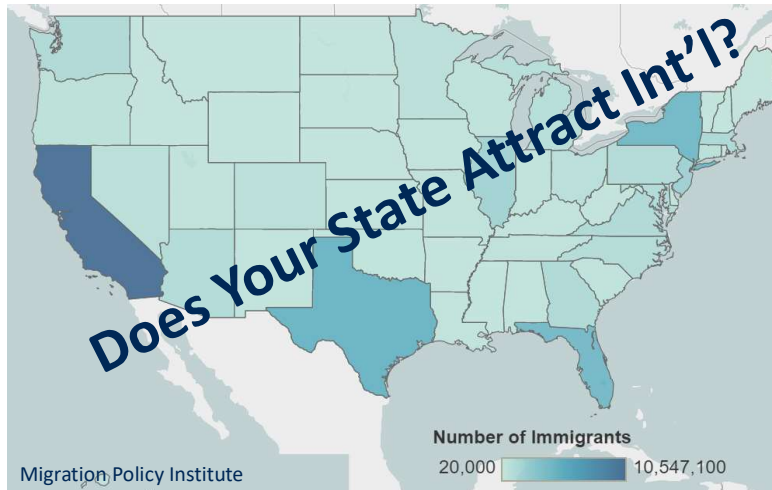 Does Your State Attract Int'l?
Number of Immigrants
20,000 10,547,100
Migration Policy Institute